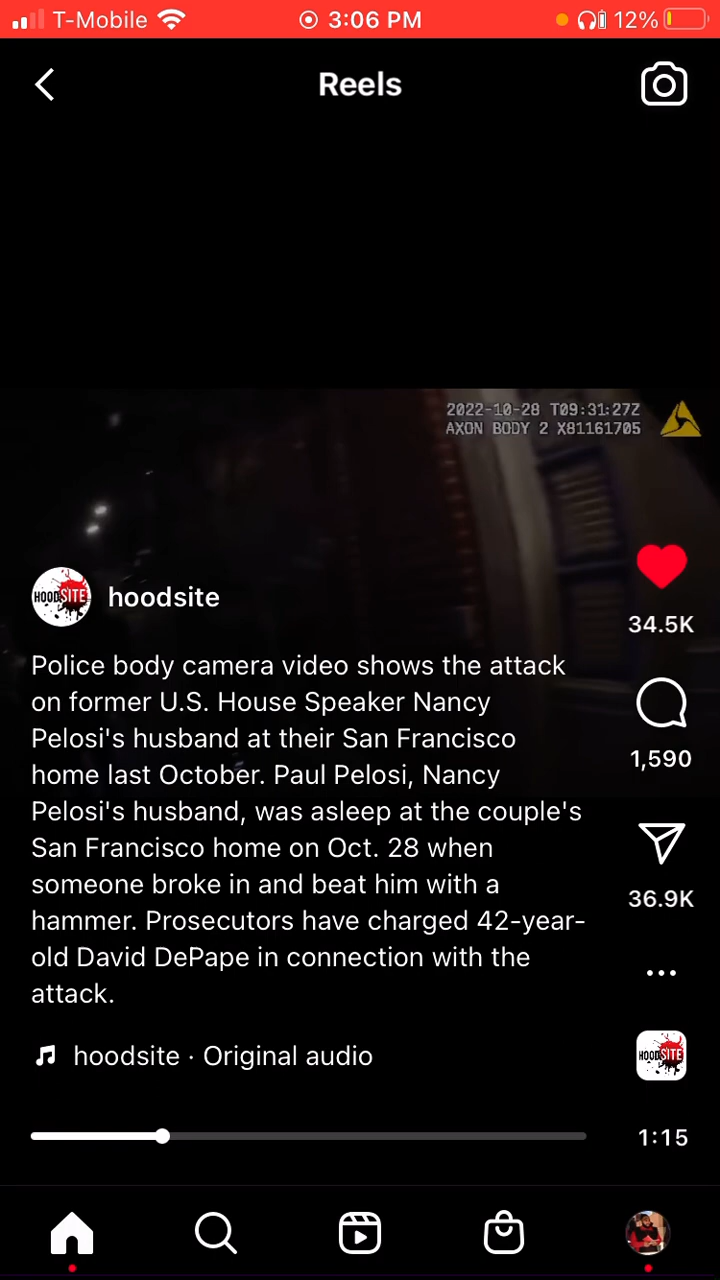 T-Mobile 3:06 PM 12%
Reels
2022-10-28 T09:31:27Z
AXON BODY 2 X81161705
HOODSITE hoodsite
34.5K
Police body camera video shows the attack
on former U.S. House Speaker Nancy
Pelosi's husband at their San Francisco
home last October. Paul Pelosi, Nancy
Pelosi's husband, was asleep at the couple's
San Francisco home on Oct. 28 when
someone broke in and beat him with a
hammer. Prosecutors have charged 42-year-
old David DePape in connection with the
attack.
1,590
36.9K
hoodsite · Original audio
HOODSITE
1:15